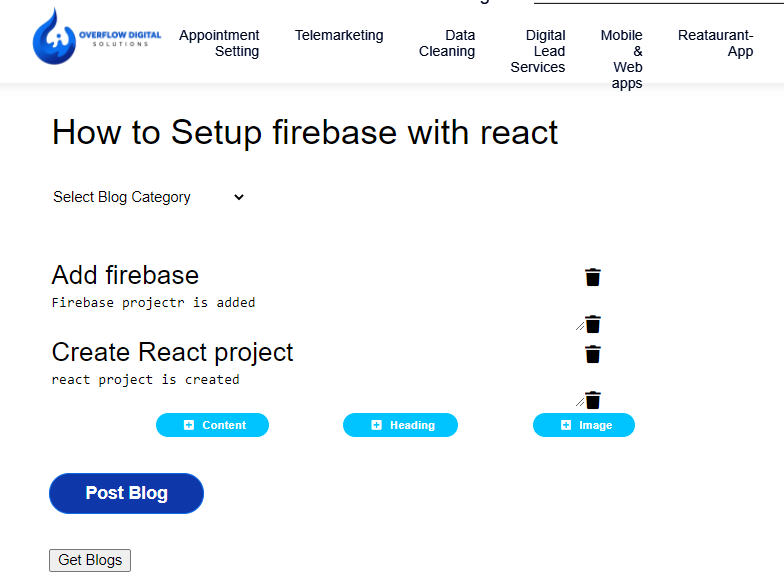 OVERFLOW DIGITAL
SOLUTIONS
Appointment
Setting
Telemarketing
Data
Cleaning
Digital
Lead
Services
Mobile
&
Web
apps
Reataurant-
App
How to Setup firebase with react
Select Blog Category
Add firebase
Firebase projectr is added
Create React project
react project is created
Content
Heading
Image
Post Blog
Get Blogs